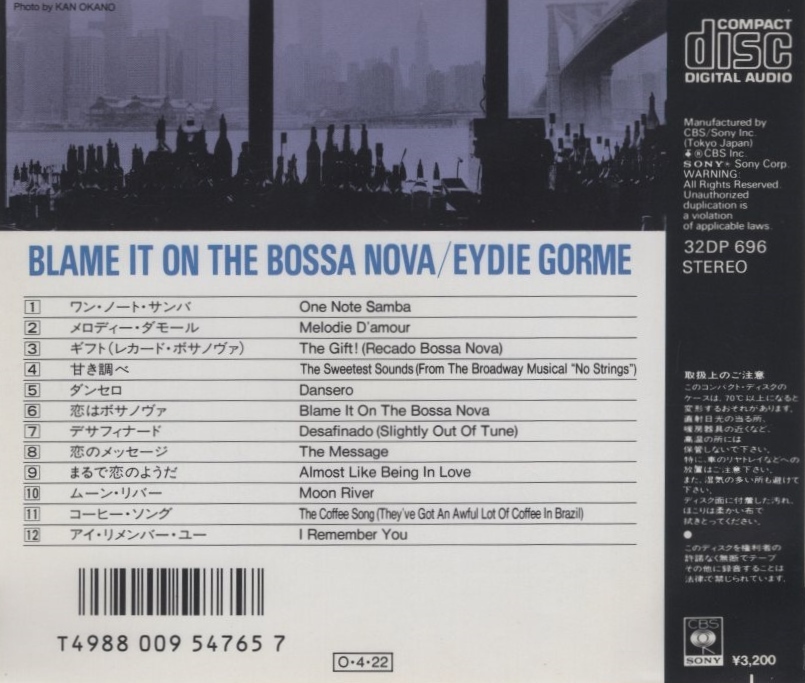 Photo by KAN OKANO
COMPACT
disc
DIGITAL AUDIO
Manufactured by
CBS/Sony Inc.
(Tokyo Japan)
℗CBS Inc.
SONY® Sony Corp.
WARNING:
All Rights Reserved.
Unauthorized
duplication is
a violation
of applicable laws.
32DP 696
STEREO
BLAME IT ON THE BOSSA NOVA/EYDIE GORME
1 ワン・ノート・サンバ One Note Samba
2 メロディー・ダモール Melodie D'amour
3 ギフト(レカード・ボサノヴァ) The Gift! (Recado Bossa Nova)
4 甘き調べ The Sweetest Sounds (From The Broadway Musical "No Strings")
5 ダンセロ Dansero
6 恋はボサノヴァ Blame It On The Bossa Nova
7 デサフィナード Desafinado (Slightly Out Of Tune)
8 恋のメッセージ The Message
9 まるで恋のようだ Almost Like Being In Love
10 ムーン・リバー Moon River
11 コーヒー・ソング The Coffee Song (They've Got An Awful Lot Of Coffee In Brazil)
12 アイ・リメンバー・ユー I Remember You
取扱上のご注意
このコンパクト・ディスクの
ケースは、70℃以上になると
変形するおそれがあります。
直射日光の当る所、
暖房器具の近くなど、
高温の所には
保管しないで下さい。
特に、車のリヤトレイなどへの
放置はご注意下さい。
また、湿気の多い所も避けて
下さい。
ディスク面に付着した汚れ、
ほこりは柔かい布で
拭きとってください。
●
このディスクを権利者の
許諾なく無断でテープ
その他に録音することは
法律で禁じられています。
T4988 009 54765 7
O・4・22
CBS
SONY
¥3,200